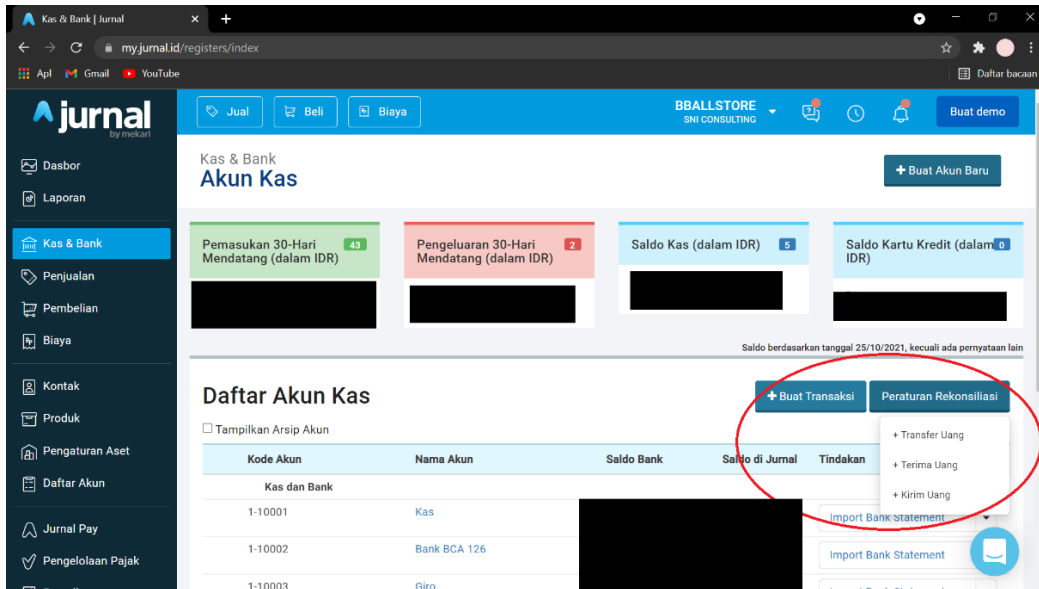 Kas & Bank | Jurnal
my.jurnal.id/registers/index
Apl Gmail YouTube Daftar bacaan
jurnal
by mekari
Jual Beli Biaya
BBALLSTORE
SNI CONSULTING
Buat demo
Dasbor
Laporan
Kas & Bank
Penjualan
Pembelian
Biaya
Kontak
Produk
Pengaturan Aset
Daftar Akun
Jurnal Pay
Pengelolaan Pajak
Kas & Bank
Akun Kas
+ Buat Akun Baru
Pemasukan 30-Hari 43
Mendatang (dalam IDR)
Pengeluaran 30-Hari 2
Mendatang (dalam IDR)
Saldo Kas (dalam IDR) 5
Saldo Kartu Kredit (dalam 0
IDR)
Saldo berdasarkan tanggal 25/10/2021, kecuali ada pernyataan lain
Daftar Akun Kas
+ Buat Transaksi
Peraturan Rekonsiliasi
+ Transfer Uang
+ Terima Uang
+ Kirim Uang
Tampilkan Arsip Akun
Kode Akun Nama Akun Saldo Bank Saldo di Jurnal Tindakan
Kas dan Bank
1-10001 Kas Import Bank Statement
1-10002 Bank BCA 126 Import Bank Statement
1-10003 Giro